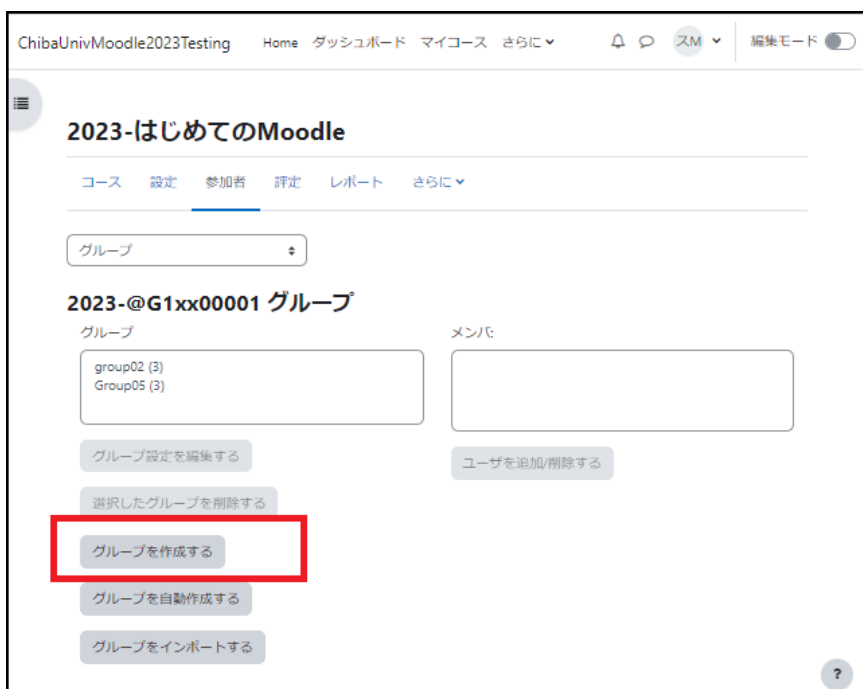 ChibaUnivMoodle2023Testing Home ダッシュボード マイコース さらに スM 編集モード
2023-はじめてのMoodle
コース 設定 参加者 評定 レポート さらに
グループ
2023-@G1xx00001 グループ
グループ
メンバ:
group02 (3)
Group05 (3)
グループ設定を編集する
ユーザを追加/削除する
選択したグループを削除する
グループを作成する
グループを自動作成する
グループをインポートする
?